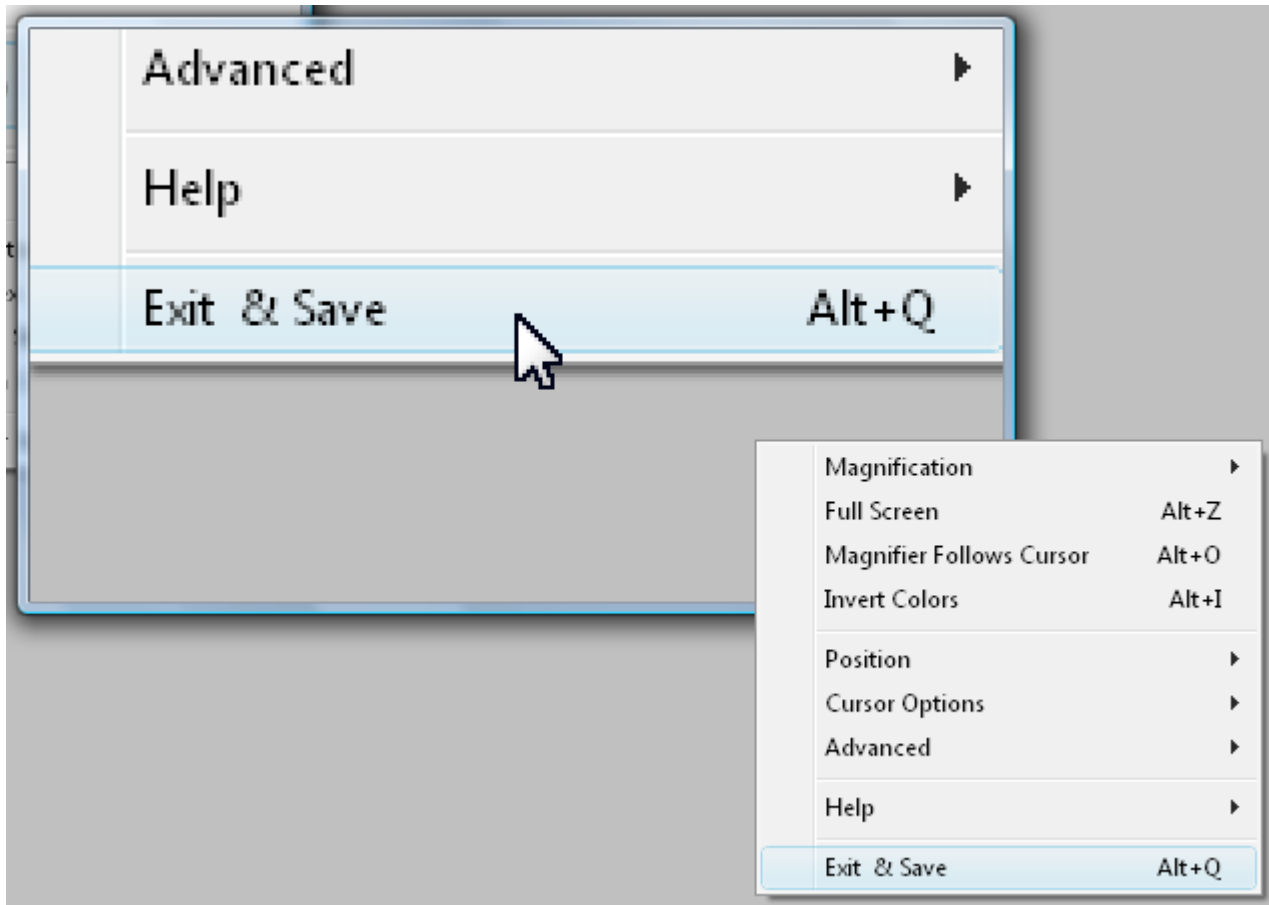 Advanced
Help
Exit & Save Alt+Q
Magnification
Full Screen Alt+Z
Magnifier Follows Cursor Alt+O
Invert Colors Alt+I
Position
Cursor Options
Advanced
Help
Exit & Save Alt+Q